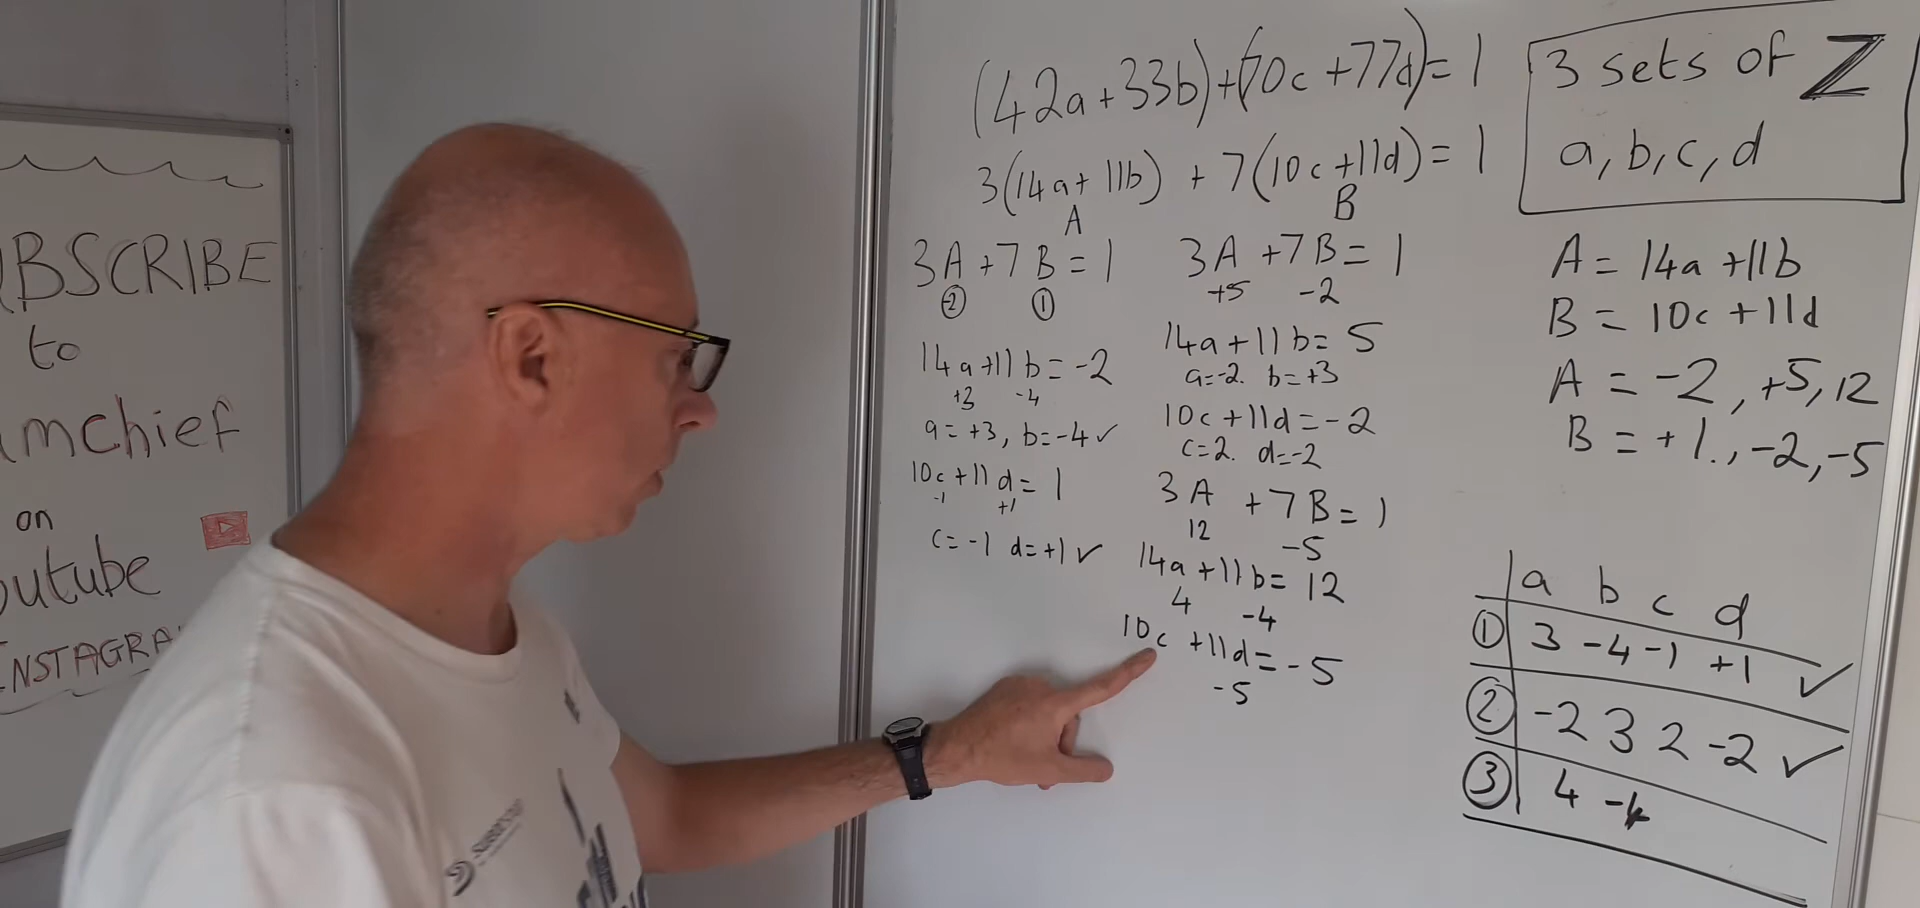 UBSCRIBE
to
amchief
on
outube
INSTAGRA
(42a+33b)+(70c+77d)=1
3(14a+11b) + 7(10c+11d)=1
A B
3A+7B=1
-2 1
14a+11b=-2
+3 -4
a=+3, b=-4✓
10c+11d=1
-1 +1
c=-1 d=+1✓
3A+7B=1
+5 -2
14a+11b=5
a=-2. b=+3
10c+11d=-2
c=2. d=-2
3A+7B=1
12 -5
14a+11b=12
4 -4
10c+11d=-5
-5
3 sets of ℤ
a, b, c, d
A=14a+11b
B=10c+11d
A=-2, +5, 12
B=+1., -2, -5
a b c d
① 3 -4 -1 +1 ✓
② -2 3 2 -2 ✓
③ 4 -4